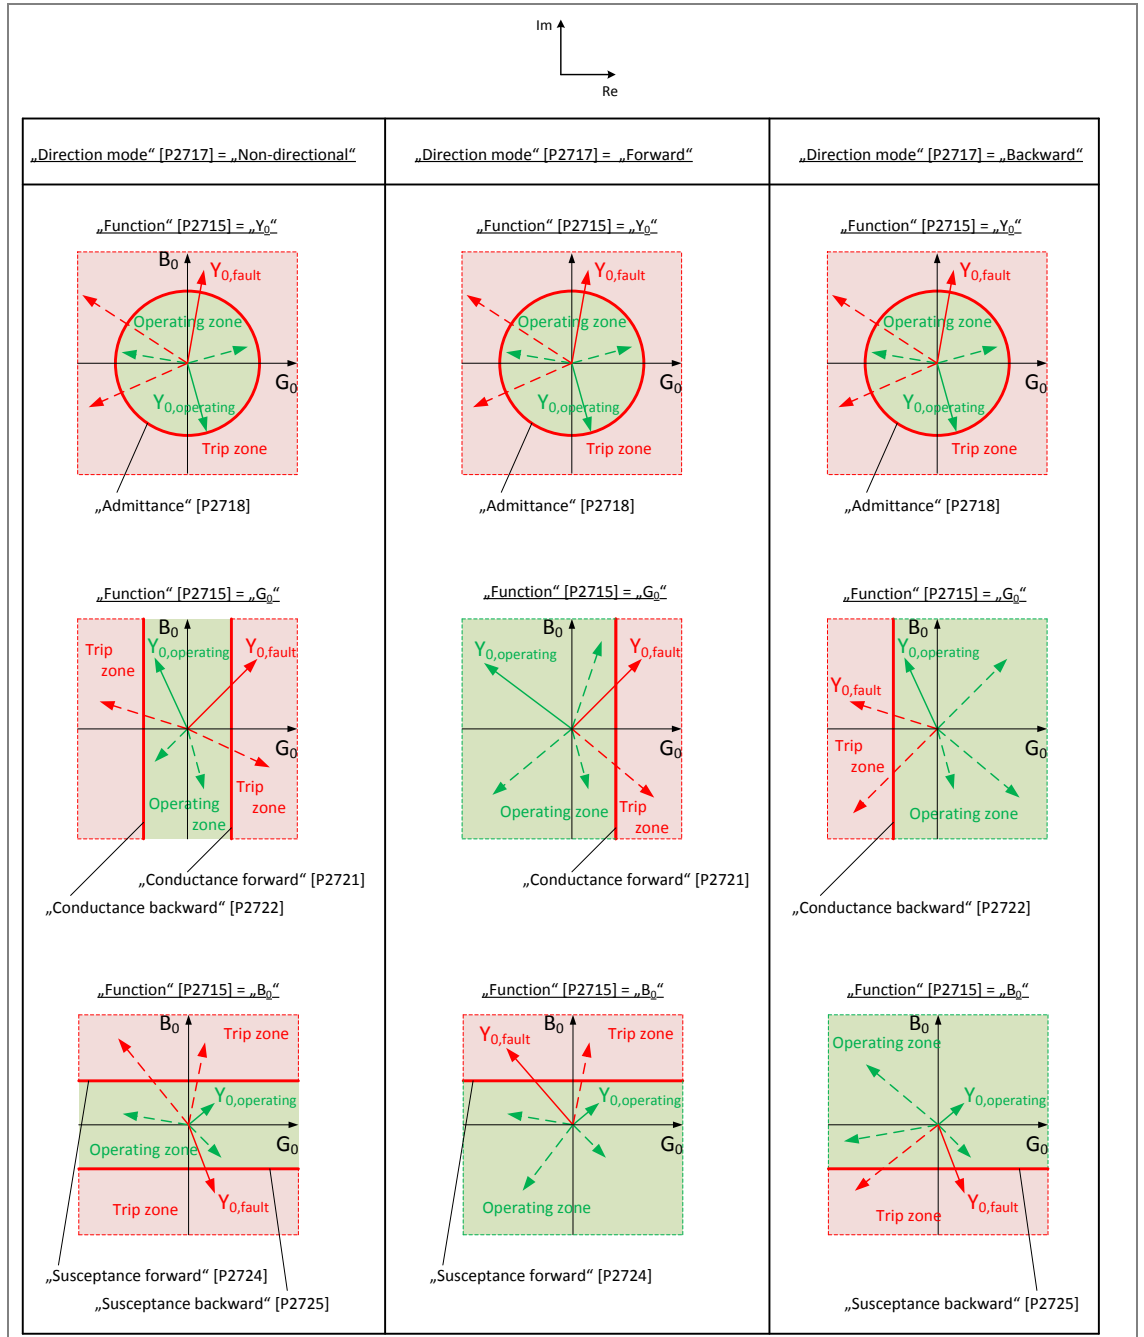 Im
Re
„Direction mode“ [P2717] = „Non-directional“
„Direction mode“ [P2717] = „Forward“
„Direction mode“ [P2717] = „Backward“
„Function“ [P2715] = „Y₀“
B₀
Y₀,fault
Operating zone
G₀
Y₀,operating
Trip zone
„Admittance“ [P2718]
„Function“ [P2715] = „Y₀“
Y₀,fault
Operating zone
G₀
Y₀,operating
Trip zone
„Admittance“ [P2718]
„Function“ [P2715] = „Y₀“
Y₀,fault
Operating zone
G₀
Y₀,operating
Trip zone
„Admittance“ [P2718]
„Function“ [P2715] = „G₀“
B₀
Trip
zone
Y₀,operating
Y₀,fault
G₀
Operating
zone
Trip
zone
„Conductance forward“ [P2721]
„Conductance backward“ [P2722]
„Function“ [P2715] = „G₀“
B₀
Y₀,operating
Y₀,fault
G₀
Operating zone
Trip
zone
„Conductance forward“ [P2721]
„Function“ [P2715] = „G₀“
B₀
Y₀,operating
Y₀,fault
G₀
Trip
zone
Operating zone
„Conductance backward“ [P2722]
„Function“ [P2715] = „B₀“
B₀
Trip zone
Y₀,operating
G₀
Operating zone
Y₀,fault
Trip zone
„Susceptance forward“ [P2724]
„Susceptance backward“ [P2725]
„Function“ [P2715] = „B₀“
B₀
Y₀,fault
Trip zone
Y₀,operating
G₀
Operating zone
„Susceptance forward“ [P2724]
„Function“ [P2715] = „B₀“
B₀
Operating zone
Y₀,operating
G₀
Trip zone
Y₀,fault
„Susceptance backward“ [P2725]